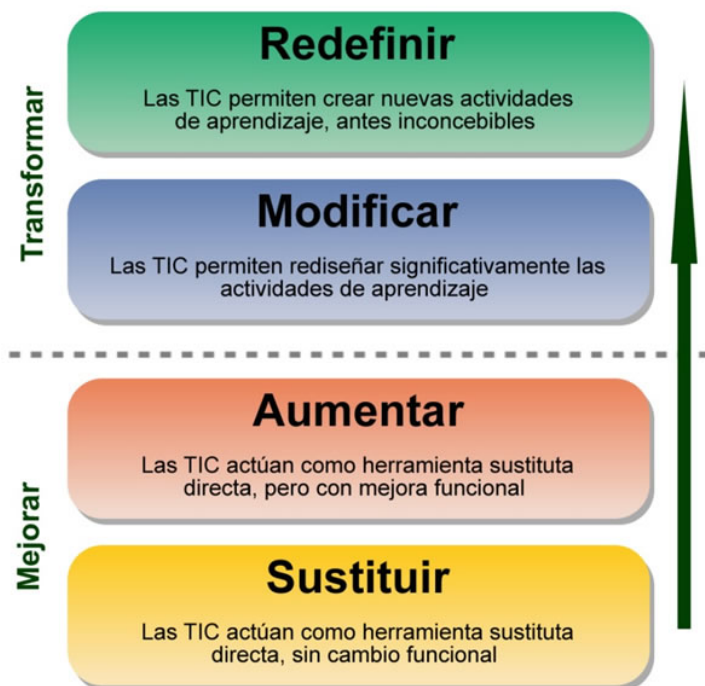 Transformar
Redefinir
Las TIC permiten crear nuevas actividades
de aprendizaje, antes inconcebibles
Modificar
Las TIC permiten rediseñar significativamente las
actividades de aprendizaje
Mejorar
Aumentar
Las TIC actúan como herramienta sustituta
directa, pero con mejora funcional
Sustituir
Las TIC actúan como herramienta sustituta
directa, sin cambio funcional